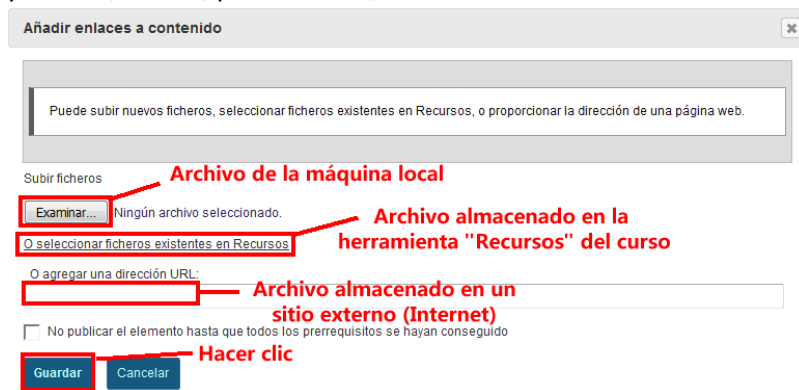 Añadir enlaces a contenido
x
Puede subir nuevos ficheros, seleccionar ficheros existentes en Recursos, o proporcionar la dirección de una página web.
Subir ficheros
Archivo de la máquina local
Examinar... Ningún archivo seleccionado.
Archivo almacenado en la
O seleccionar ficheros existentes en Recursos
herramienta "Recursos" del curso
O agregar una dirección URL:
Archivo almacenado en un
sitio externo (Internet)
No publicar el elemento hasta que todos los prerrequisitos se hayan conseguido
Hacer clic
Guardar Cancelar